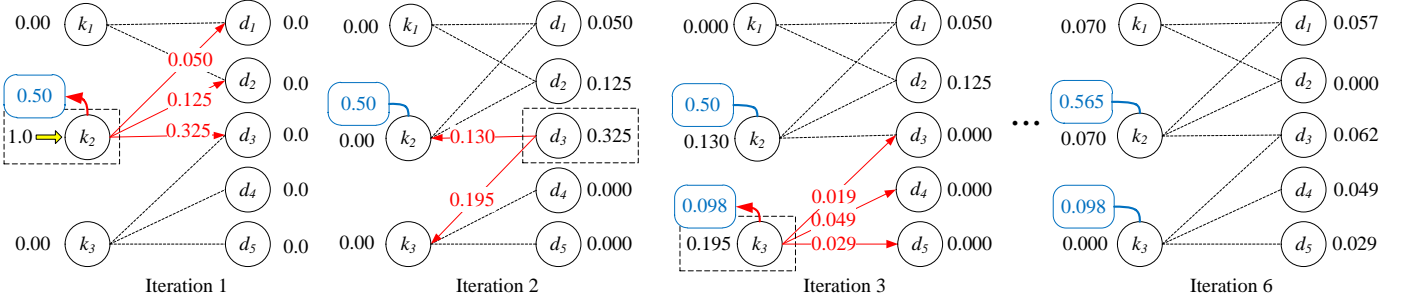 0.00 k1 d1 0.0
0.050
d2 0.0
0.50
0.125
1.0 k2 0.325 d3 0.0
d4 0.0
0.00 k3 d5 0.0
Iteration 1
0.00 k1 d1 0.050
d2 0.125
0.50
0.00 k2 0.130 d3 0.325
0.195 d4 0.000
0.00 k3 d5 0.000
Iteration 2
0.000 k1 d1 0.050
d2 0.125
0.50
0.130 k2 d3 0.000
0.019 d4 0.000
0.098
0.049
0.195 k3 0.029 d5 0.000
Iteration 3
...
0.070 k1 d1 0.057
d2 0.000
0.565
0.070 k2 d3 0.062
d4 0.049
0.098
0.000 k3 d5 0.029
Iteration 6